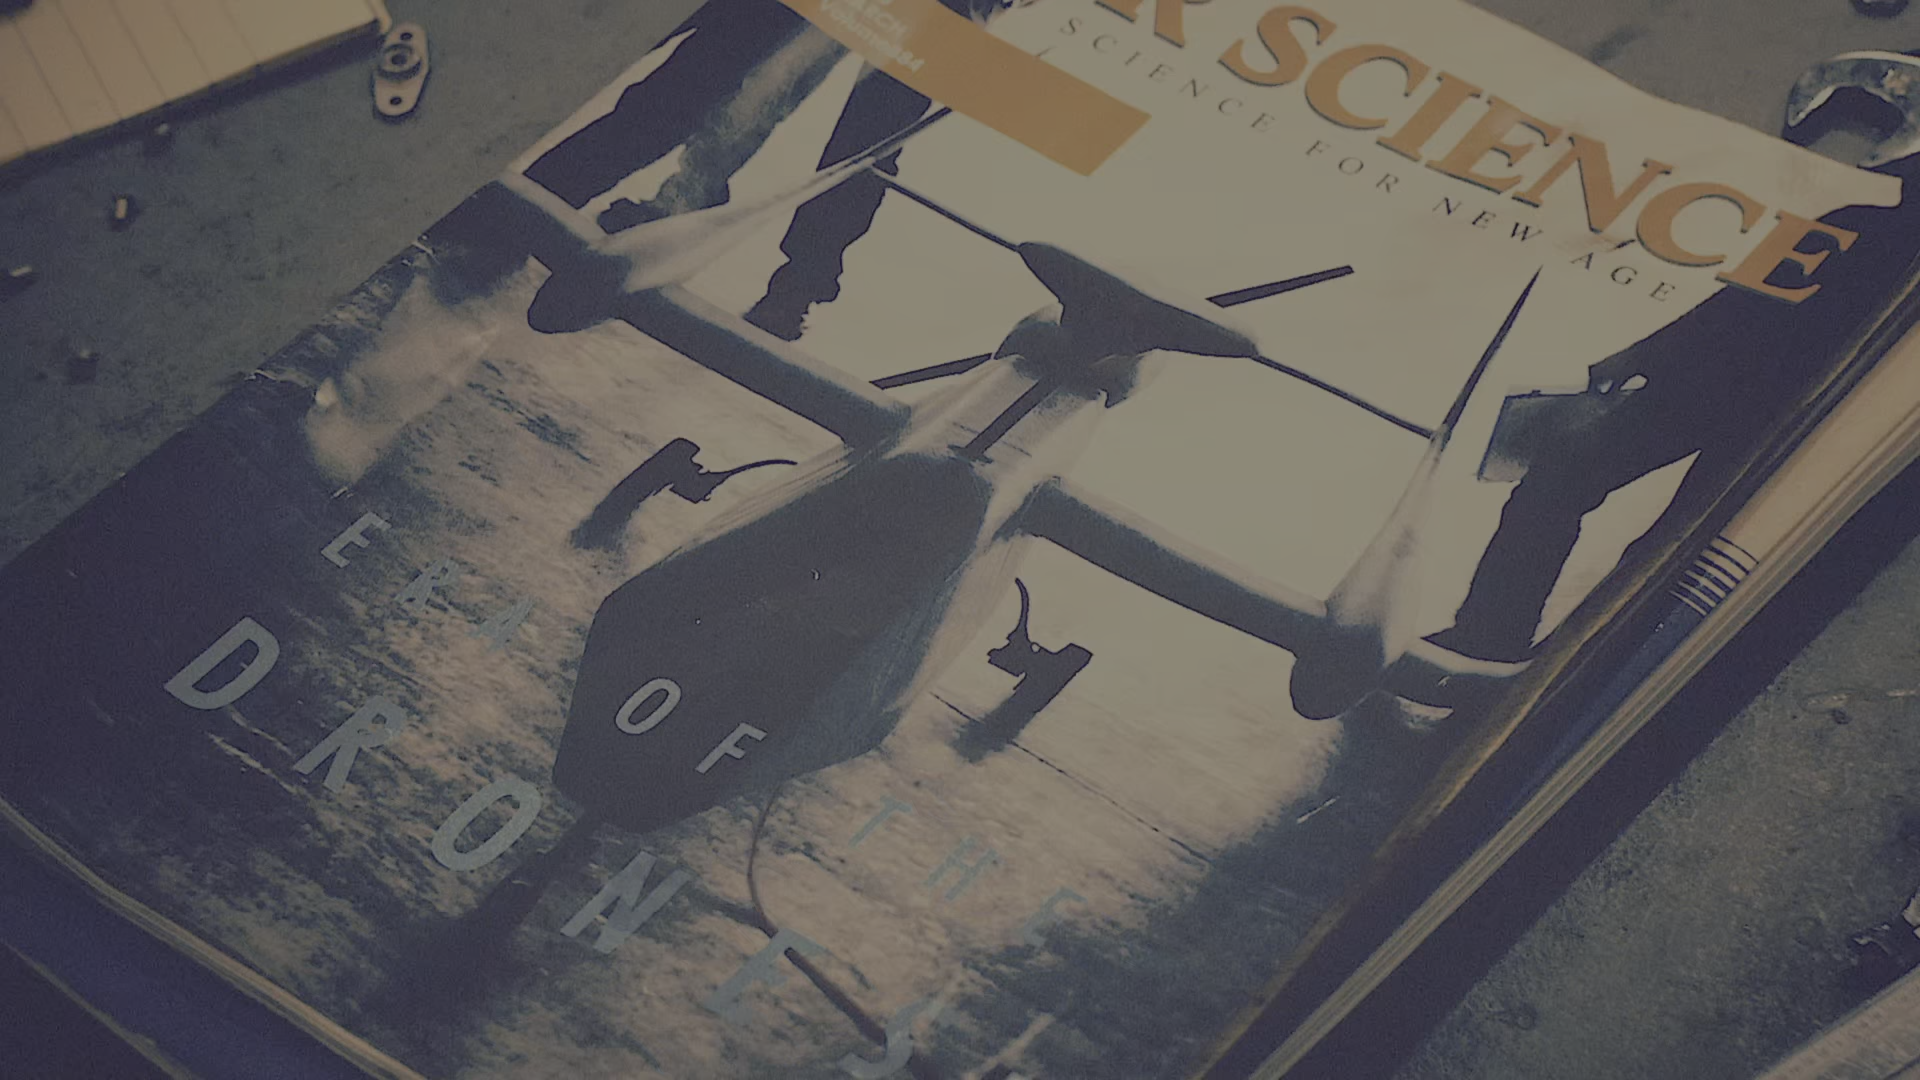 R SCIENCE
SCIENCE FOR NEW AGE
ERA OF THE
DRONES